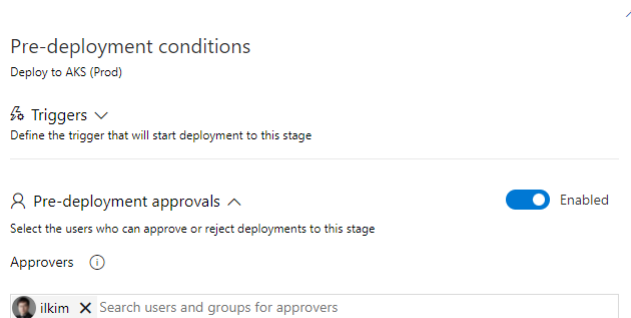 Pre-deployment conditions
Deploy to AKS (Prod)
Triggers
Define the trigger that will start deployment to this stage
Pre-deployment approvals
Enabled
Select the users who can approve or reject deployments to this stage
Approvers
ilkim Search users and groups for approvers